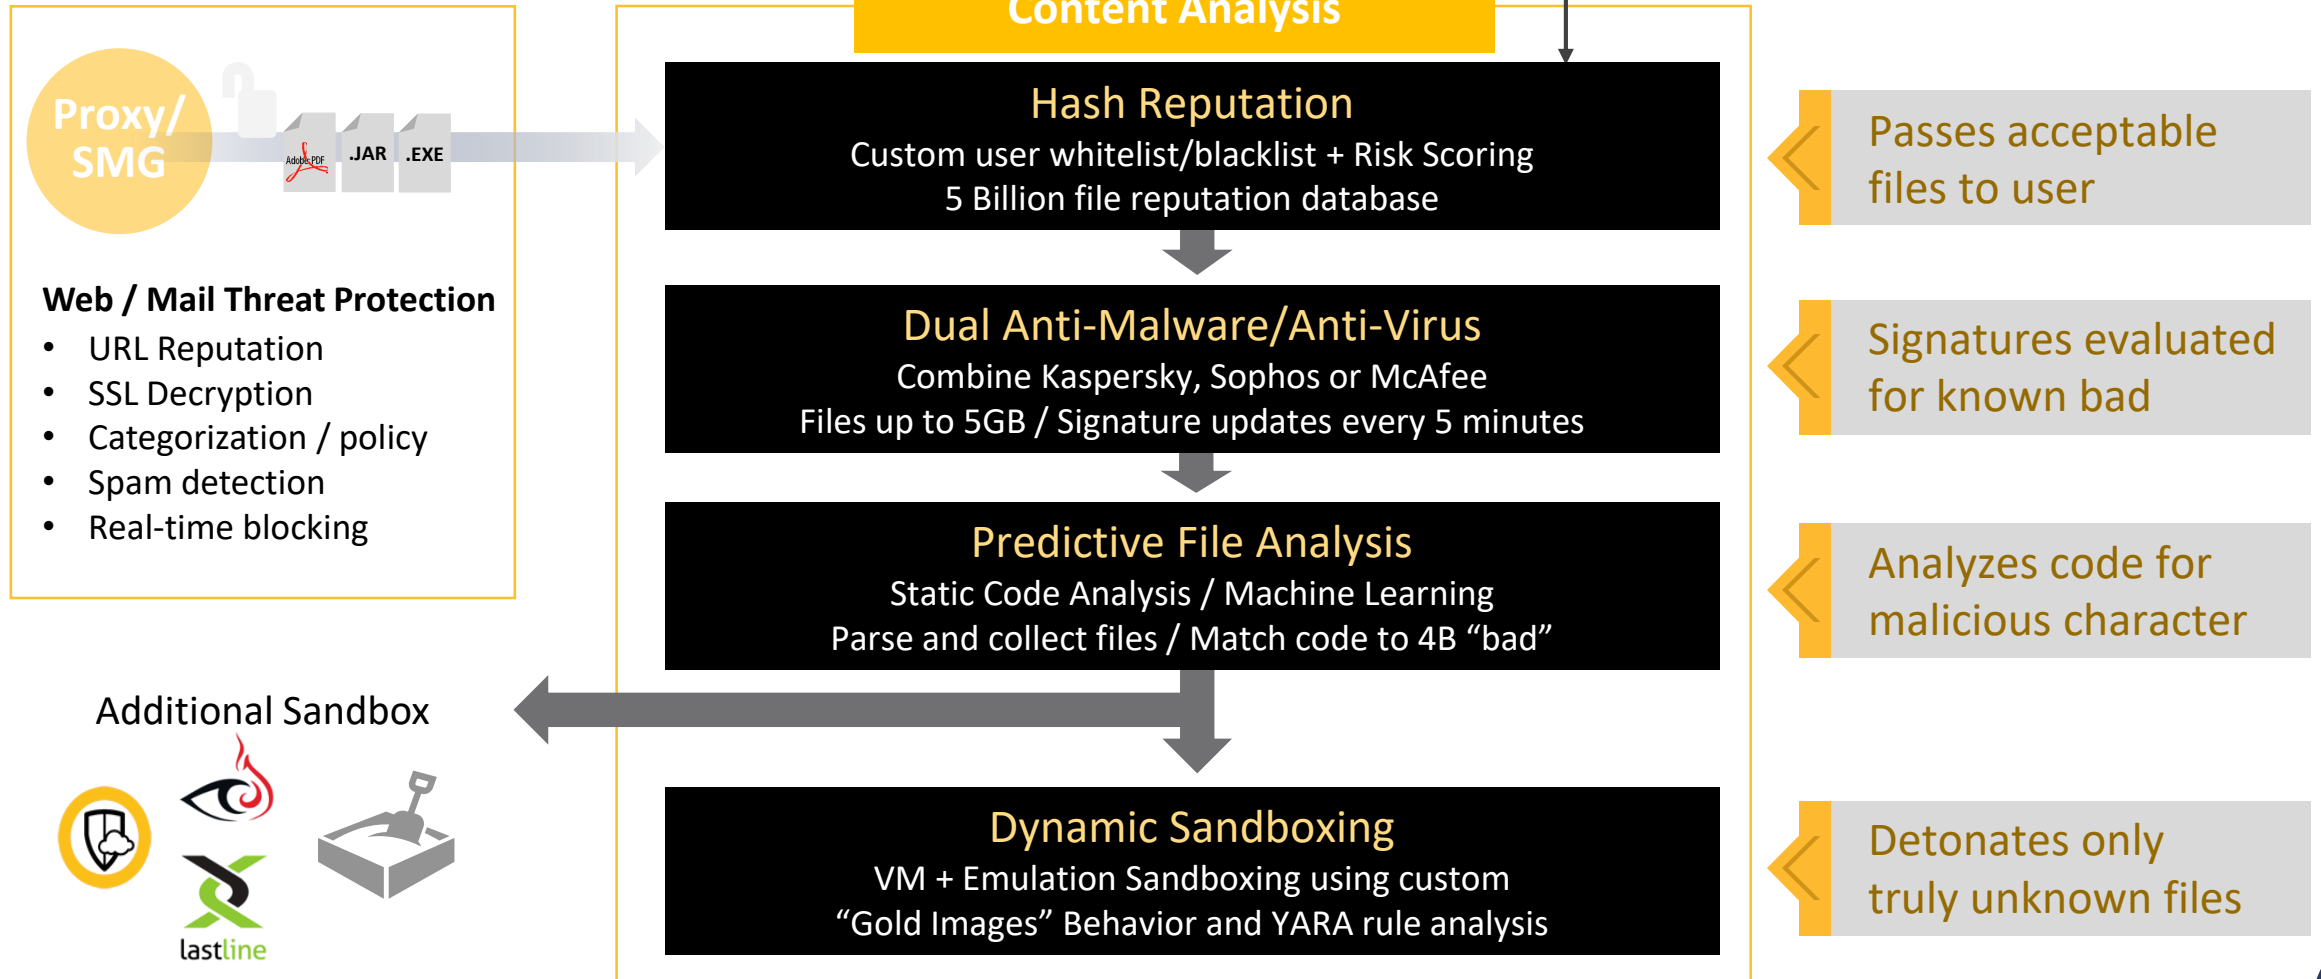 Content Analysis
Proxy/
SMG
Adobe PDF
.JAR
.EXE
Web / Mail Threat Protection
• URL Reputation
• SSL Decryption
• Categorization / policy
• Spam detection
• Real-time blocking
Additional Sandbox
lastline
Hash Reputation
Custom user whitelist/blacklist + Risk Scoring
5 Billion file reputation database
Passes acceptable
files to user
Dual Anti-Malware/Anti-Virus
Combine Kaspersky, Sophos or McAfee
Files up to 5GB / Signature updates every 5 minutes
Signatures evaluated
for known bad
Predictive File Analysis
Static Code Analysis / Machine Learning
Parse and collect files / Match code to 4B “bad”
Analyzes code for
malicious character
Dynamic Sandboxing
VM + Emulation Sandboxing using custom
“Gold Images” Behavior and YARA rule analysis
Detonates only
truly unknown files